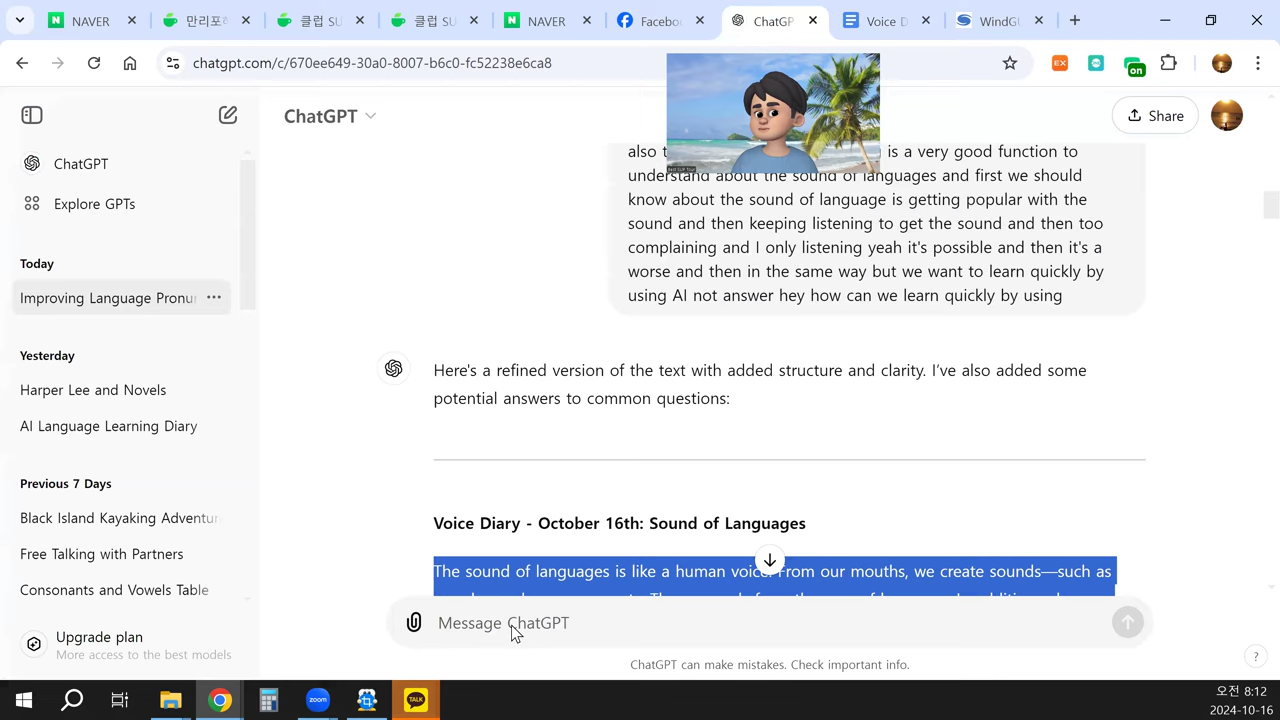 NAVER
만리포해
클럽 SU
클럽 SU
NAVER
Facebo
ChatGP
Voice D
WindGU
chatgpt.com/c/670ee649-30a0-8007-b6c0-fc52238e6ca8
EX
on
ChatGPT
Share
ChatGPT
Explore GPTs
Today
Improving Language Pronun
Yesterday
Harper Lee and Novels
AI Language Learning Diary
Previous 7 Days
Black Island Kayaking Adventur
Free Talking with Partners
Consonants and Vowels Table
Upgrade plan
More access to the best models
also t is a very good function to
understand about the sound of languages and first we should
know about the sound of language is getting popular with the
sound and then keeping listening to get the sound and then too
complaining and I only listening yeah it's possible and then it's a
worse and then in the same way but we want to learn quickly by
using AI not answer hey how can we learn quickly by using
Here's a refined version of the text with added structure and clarity. I've also added some
potential answers to common questions:
Voice Diary - October 16th: Sound of Languages
The sound of languages is like a human voice. From our mouths, we create sounds—such as
Message ChatGPT
ChatGPT can make mistakes. Check important info.
?
zoom
TALK
오전 8:12
2024-10-16